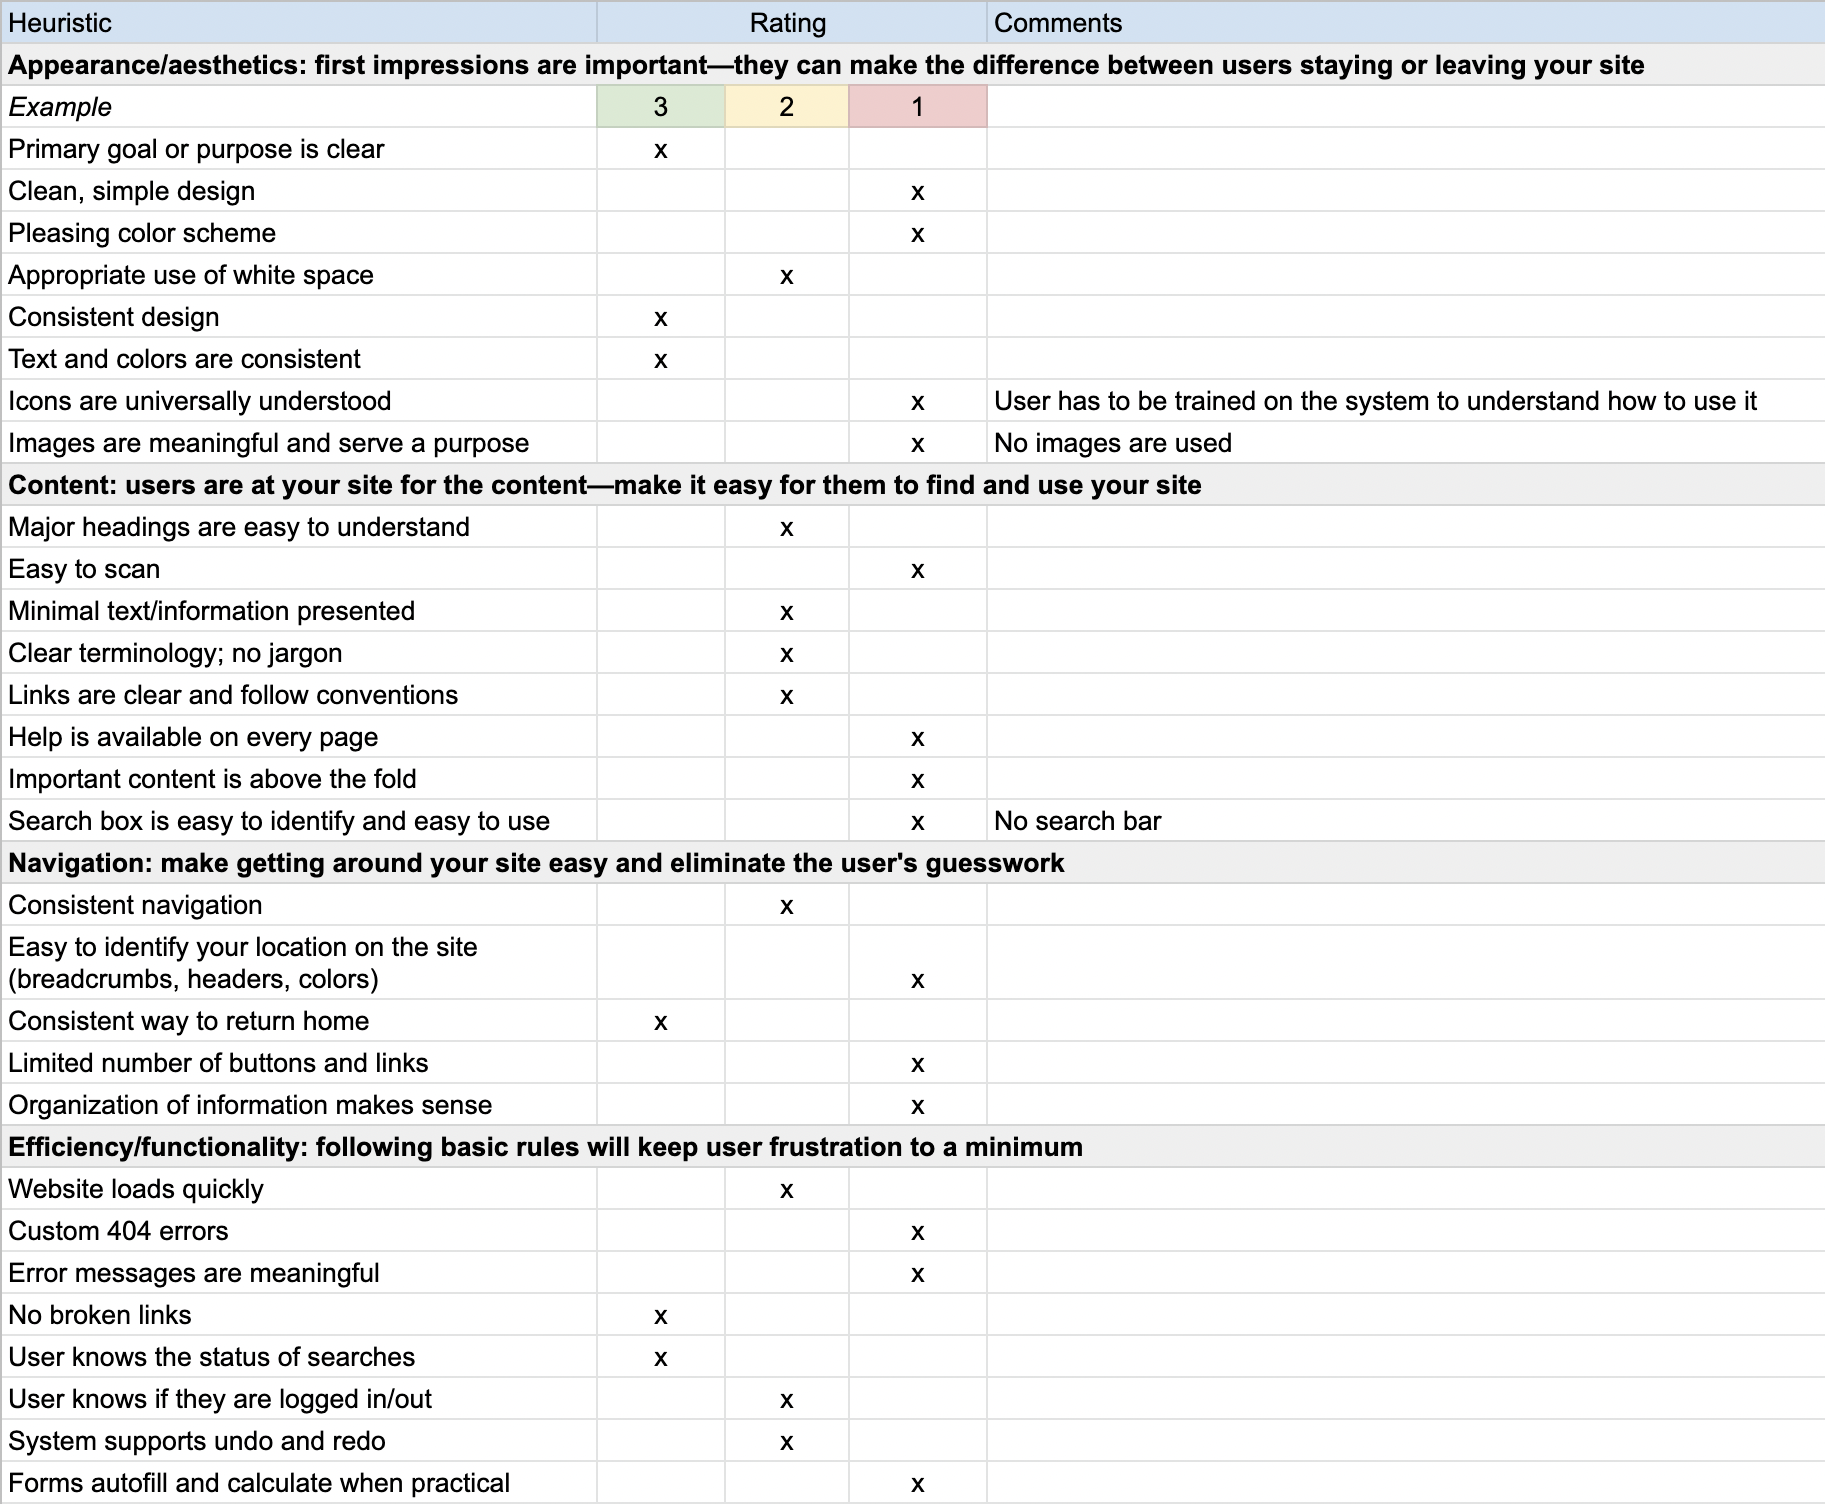 Heuristic Rating Comments
Appearance/aesthetics: first impressions are important—they can make the difference between users staying or leaving your site
Example 3 2 1
Primary goal or purpose is clear x
Clean, simple design x
Pleasing color scheme x
Appropriate use of white space x
Consistent design x
Text and colors are consistent x
Icons are universally understood x User has to be trained on the system to understand how to use it
Images are meaningful and serve a purpose x No images are used
Content: users are at your site for the content—make it easy for them to find and use your site
Major headings are easy to understand x
Easy to scan x
Minimal text/information presented x
Clear terminology; no jargon x
Links are clear and follow conventions x
Help is available on every page x
Important content is above the fold x
Search box is easy to identify and easy to use x No search bar
Navigation: make getting around your site easy and eliminate the user's guesswork
Consistent navigation x
Easy to identify your location on the site
(breadcrumbs, headers, colors) x
Consistent way to return home x
Limited number of buttons and links x
Organization of information makes sense x
Efficiency/functionality: following basic rules will keep user frustration to a minimum
Website loads quickly x
Custom 404 errors x
Error messages are meaningful x
No broken links x
User knows the status of searches x
User knows if they are logged in/out x
System supports undo and redo x
Forms autofill and calculate when practical x